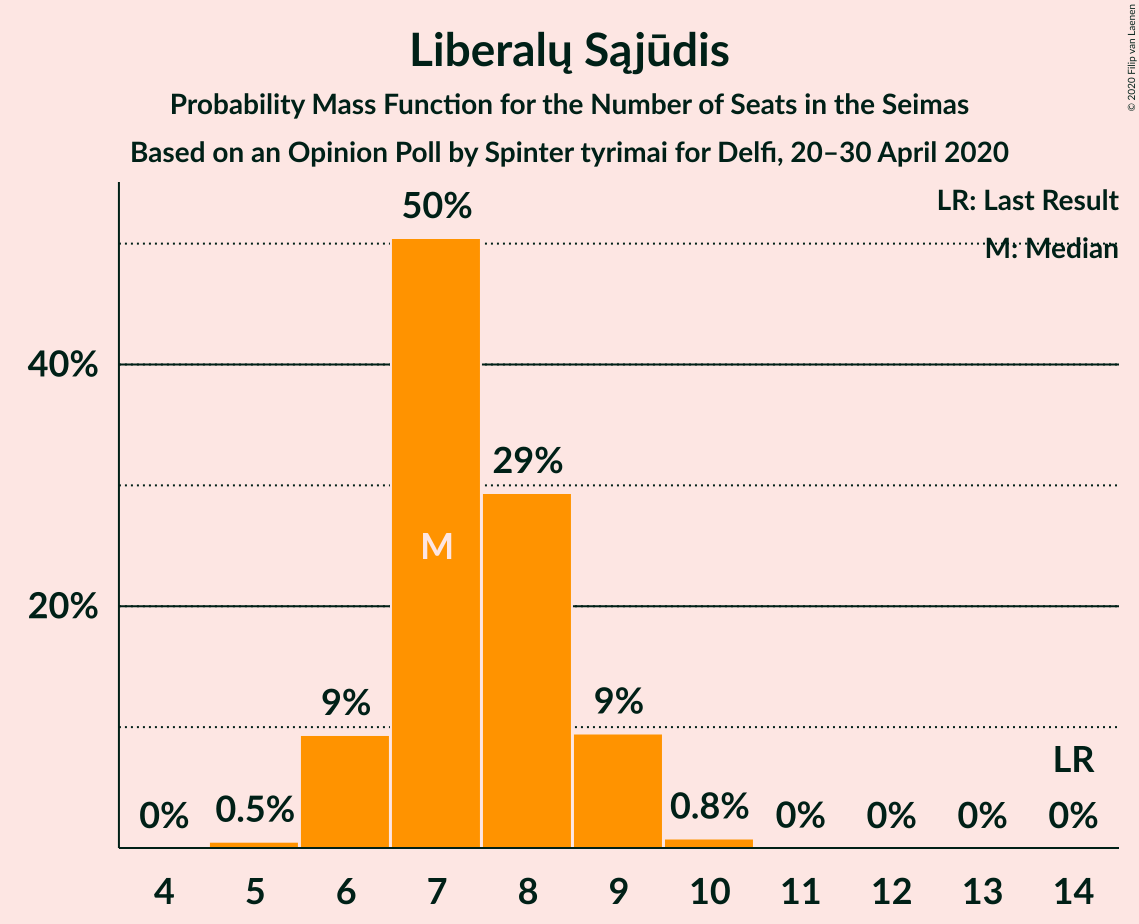 Liberalų Sąjūdis
Probability Mass Function for the Number of Seats in the Seimas
Based on an Opinion Poll by Spinter tyrimai for Delfi, 20–30 April 2020
© 2020 Filip van Laenen
LR: Last Result
M: Median
50%
40%
29%
M
20%
9%
9%
LR
0%
0.5%
0.8%
0%
0%
0%
0%
4 5 6 7 8 9 10 11 12 13 14